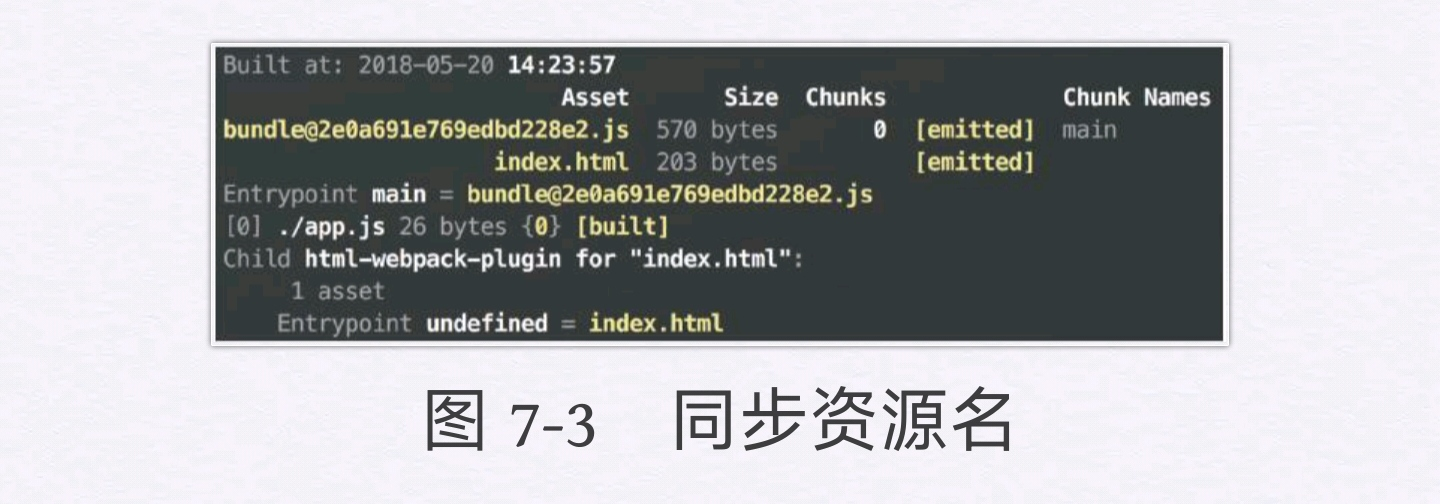 Built at: 2018-05-20 14:23:57
Asset Size Chunks Chunk Names
bundle@2e0a691e769edbd228e2.js 570 bytes 0 [emitted] main
index.html 203 bytes [emitted]
Entrypoint main = bundle@2e0a691e769edbd228e2.js
[0] ./app.js 26 bytes {0} [built]
Child html-webpack-plugin for "index.html":
1 asset
Entrypoint undefined = index.html
图 7-3 同步资源名